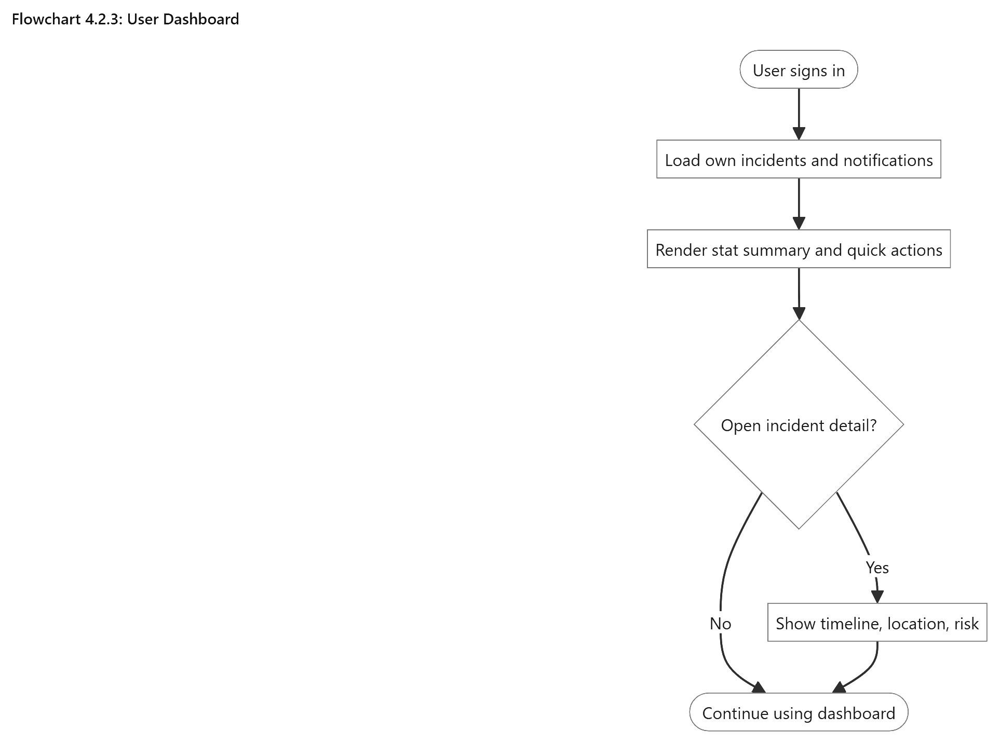 Flowchart 4.2.3: User Dashboard
User signs in
Load own incidents and notifications
Render stat summary and quick actions
Open incident detail?
Yes
No
Show timeline, location, risk
Continue using dashboard